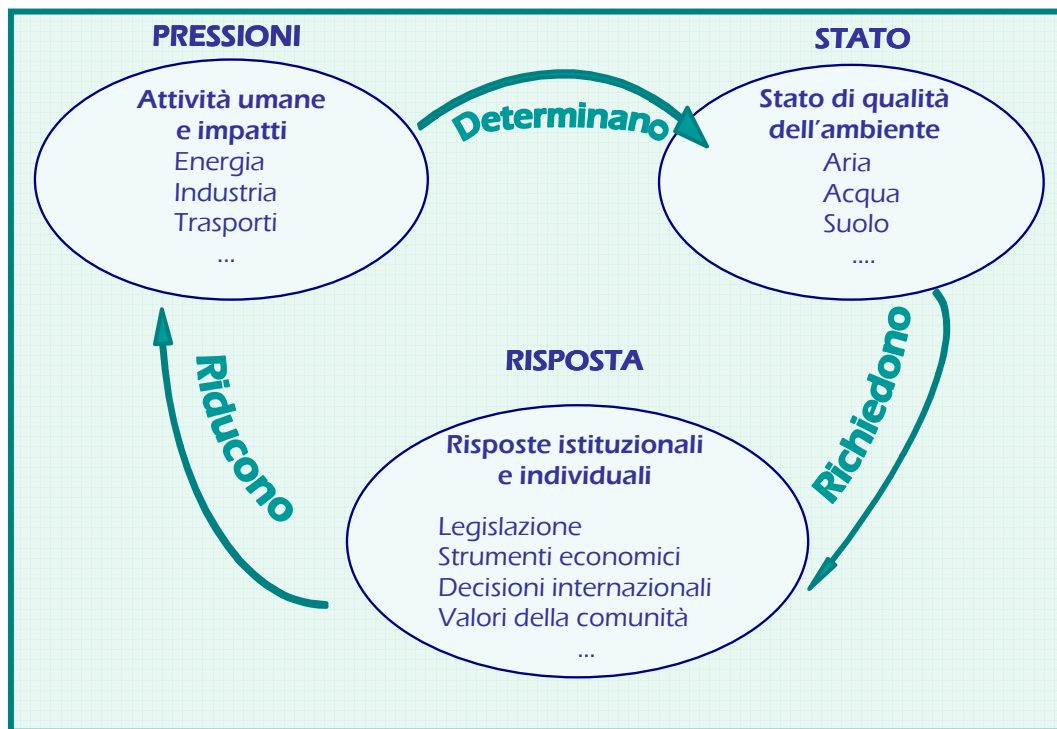 PRESSIONI
Attività umane
e impatti
Energia
Industria
Trasporti
...
Determinano
STATO
Stato di qualità
dell'ambiente
Aria
Acqua
Suolo
....
Richiedono
RISPOSTA
Risposte istituzionali
e individuali
Legislazione
Strumenti economici
Decisioni internazionali
Valori della comunità
...
Riducono